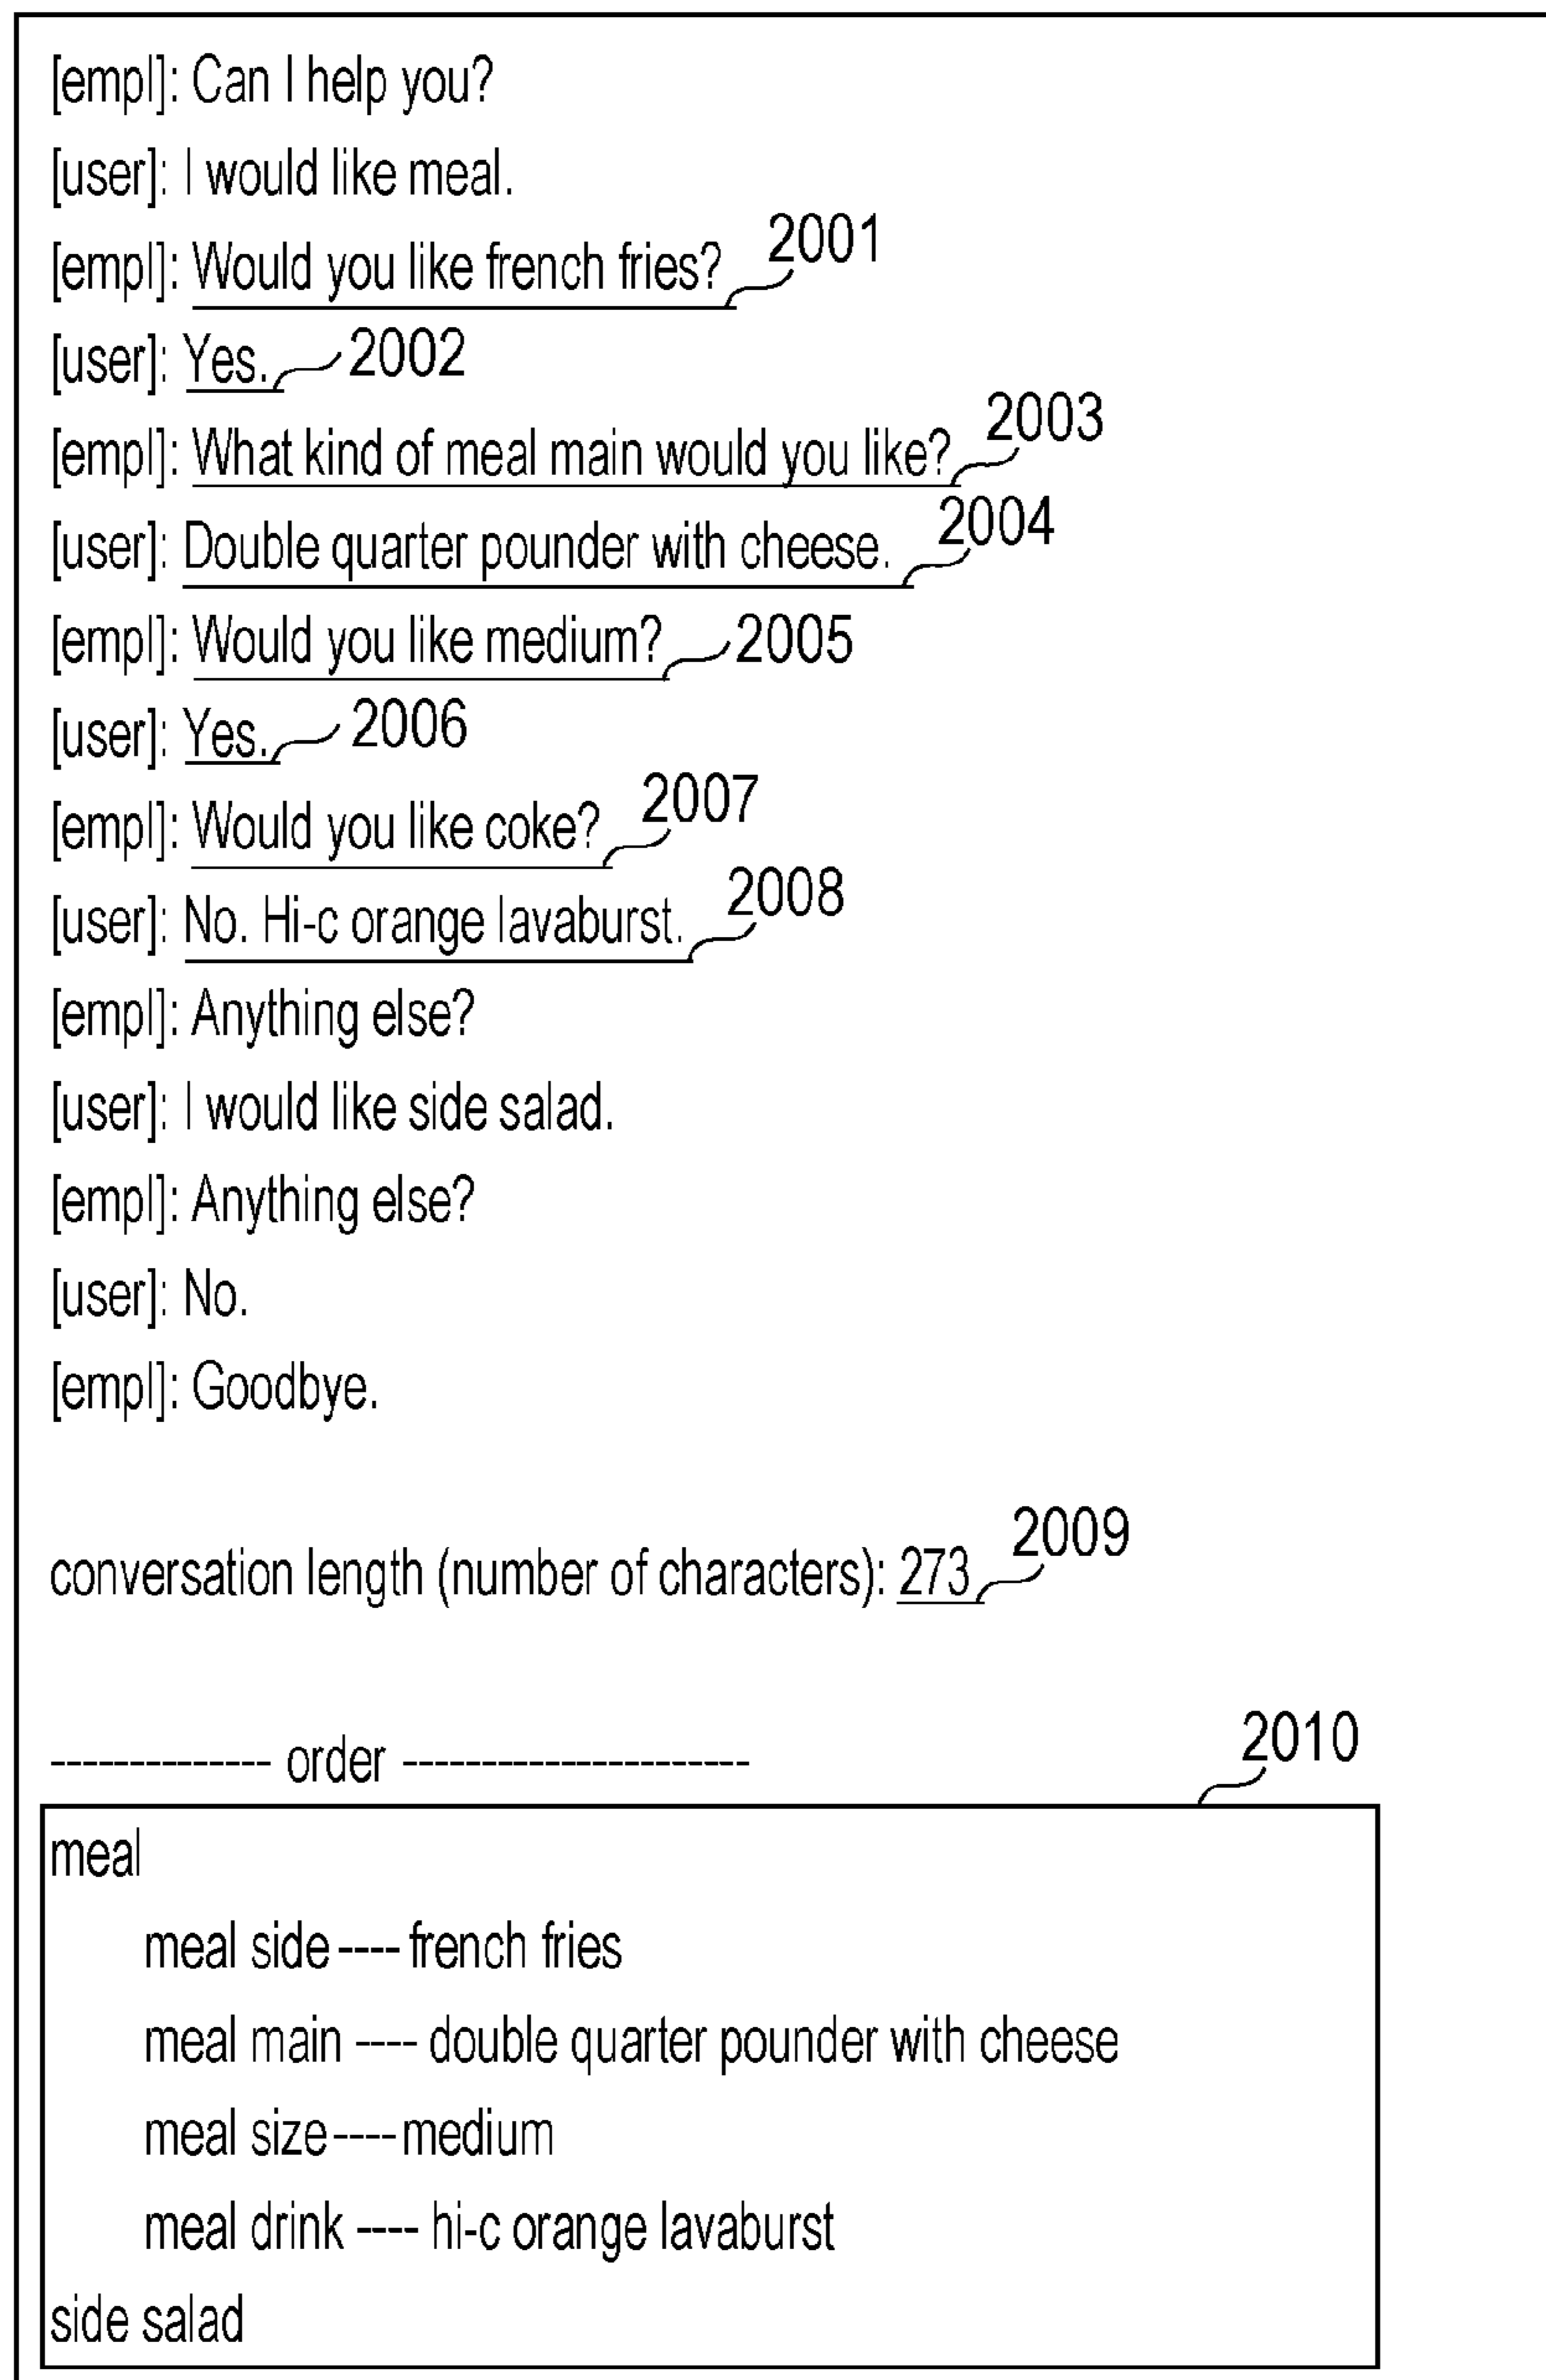 [empl]: Can I help you?
[user]: I would like meal.
[empl]: Would you like french fries? 2001
[user]: Yes. 2002
[empl]: What kind of meal main would you like? 2003
[user]: Double quarter pounder with cheese. 2004
[empl]: Would you like medium? 2005
[user]: Yes. 2006
[empl]: Would you like coke? 2007
[user]: No. Hi-c orange lavaburst. 2008
[empl]: Anything else?
[user]: I would like side salad.
[empl]: Anything else?
[user]: No.
[empl]: Goodbye.
conversation length (number of characters): 273 2009
-------------- order ---------------------- 2010
meal
meal side ---- french fries
meal main ---- double quarter pounder with cheese
meal size ---- medium
meal drink ---- hi-c orange lavaburst
side salad